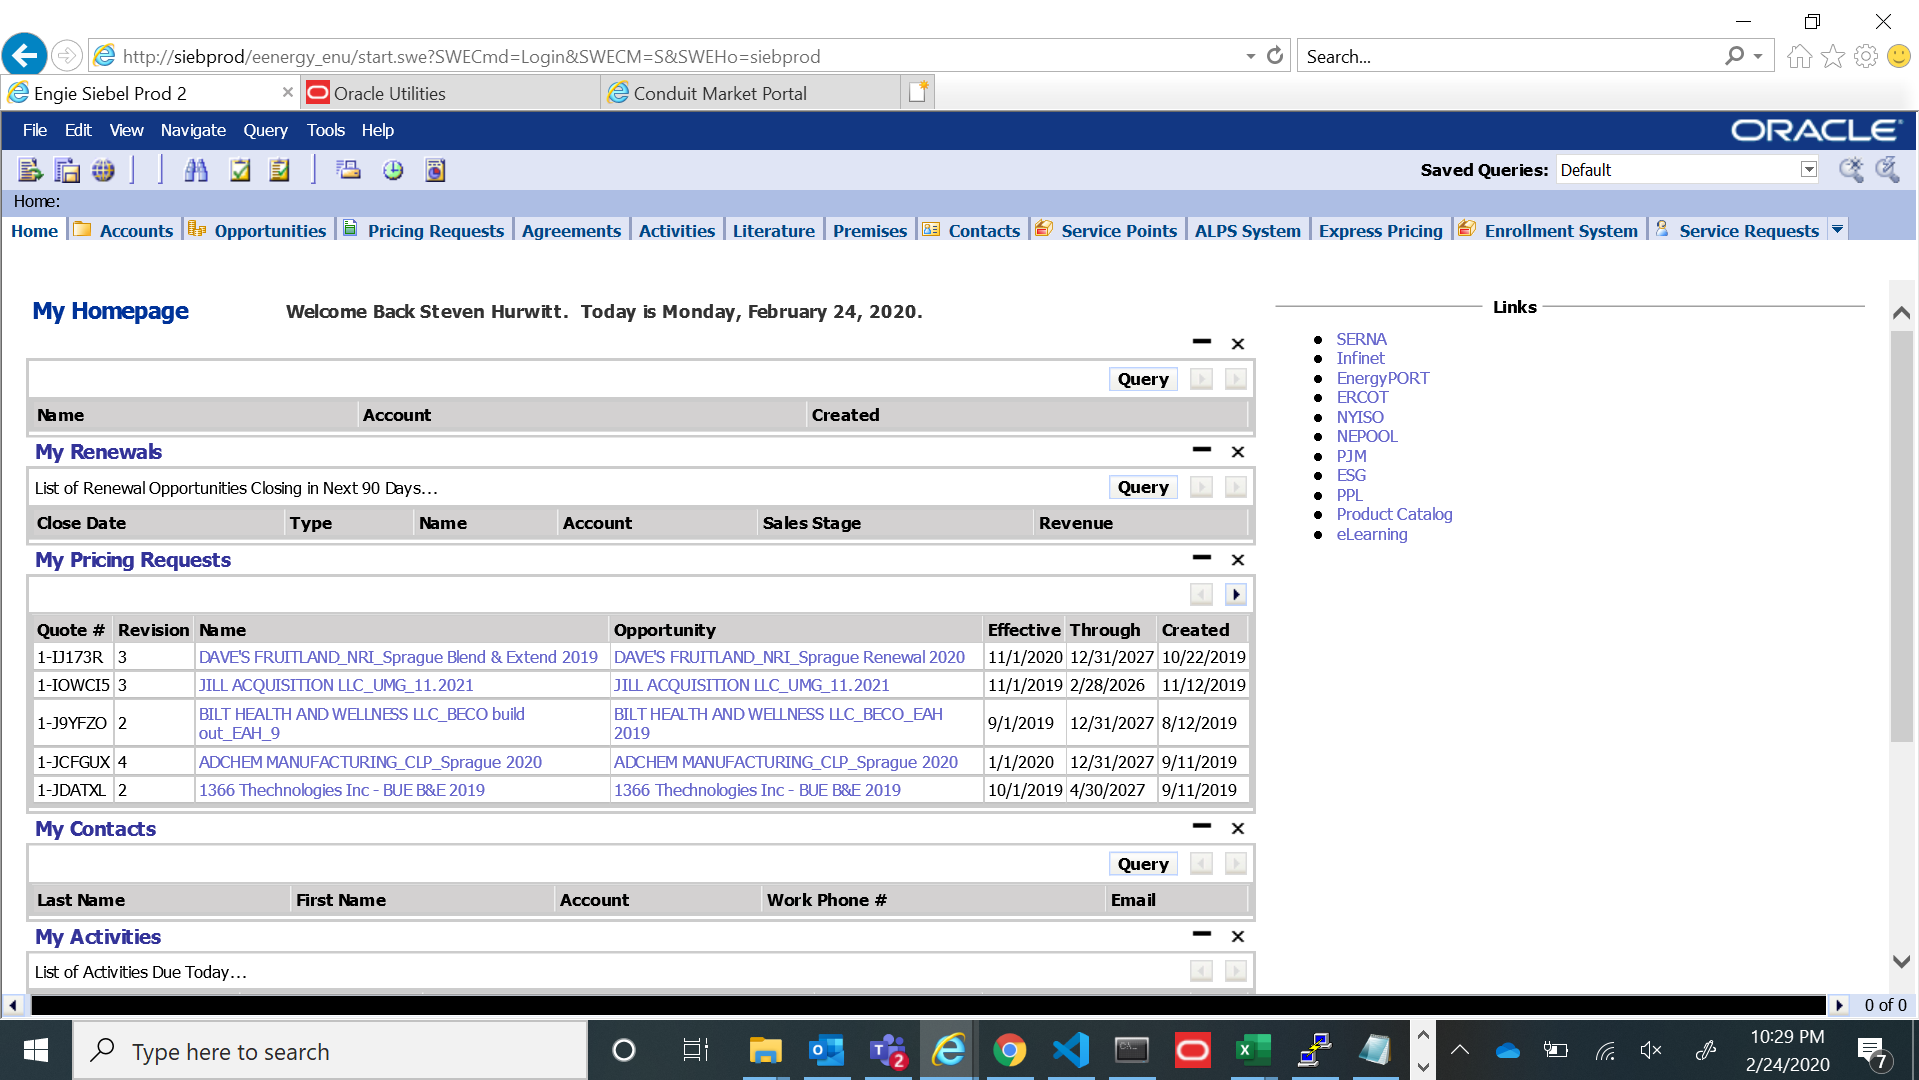 http://siebprod/eenergy_enu/start.swe?SWECmd=Login&SWECM=S&SWEHo=siebprod
Search...
Engie Siebel Prod 2
Oracle Utilities
Conduit Market Portal
File Edit View Navigate Query Tools Help
ORACLE
Saved Queries: Default
Home:
Home Accounts Opportunities Pricing Requests Agreements Activities Literature Premises Contacts Service Points ALPS System Express Pricing Enrollment System Service Requests
My Homepage
Welcome Back Steven Hurwitt. Today is Monday, February 24, 2020.
Query
Name Account Created
My Renewals
List of Renewal Opportunities Closing in Next 90 Days...
Query
Close Date Type Name Account Sales Stage Revenue
My Pricing Requests
Quote # Revision Name Opportunity Effective Through Created
1-IJ173R 3 DAVE'S FRUITLAND_NRI_Sprague Blend & Extend 2019 DAVE'S FRUITLAND_NRI_Sprague Renewal 2020 11/1/2020 12/31/2027 10/22/2019
1-IOWCI5 3 JILL ACQUISITION LLC_UMG_11.2021 JILL ACQUISITION LLC_UMG_11.2021 11/1/2019 2/28/2026 11/12/2019
1-J9YFZO 2 BILT HEALTH AND WELLNESS LLC_BECO build out_EAH_9 BILT HEALTH AND WELLNESS LLC_BECO_EAH 2019 9/1/2019 12/31/2027 8/12/2019
1-JCFGUX 4 ADCHEM MANUFACTURING_CLP_Sprague 2020 ADCHEM MANUFACTURING_CLP_Sprague 2020 1/1/2020 12/31/2027 9/11/2019
1-JDATXL 2 1366 Thechnologies Inc - BUE B&E 2019 1366 Thechnologies Inc - BUE B&E 2019 10/1/2019 4/30/2027 9/11/2019
My Contacts
Query
Last Name First Name Account Work Phone # Email
My Activities
List of Activities Due Today...
Links
SERNA
Infinet
EnergyPORT
ERCOT
NYISO
NEPOOL
PJM
ESG
PPL
Product Catalog
eLearning
0 of 0
Type here to search
2
10:29 PM
2/24/2020
7